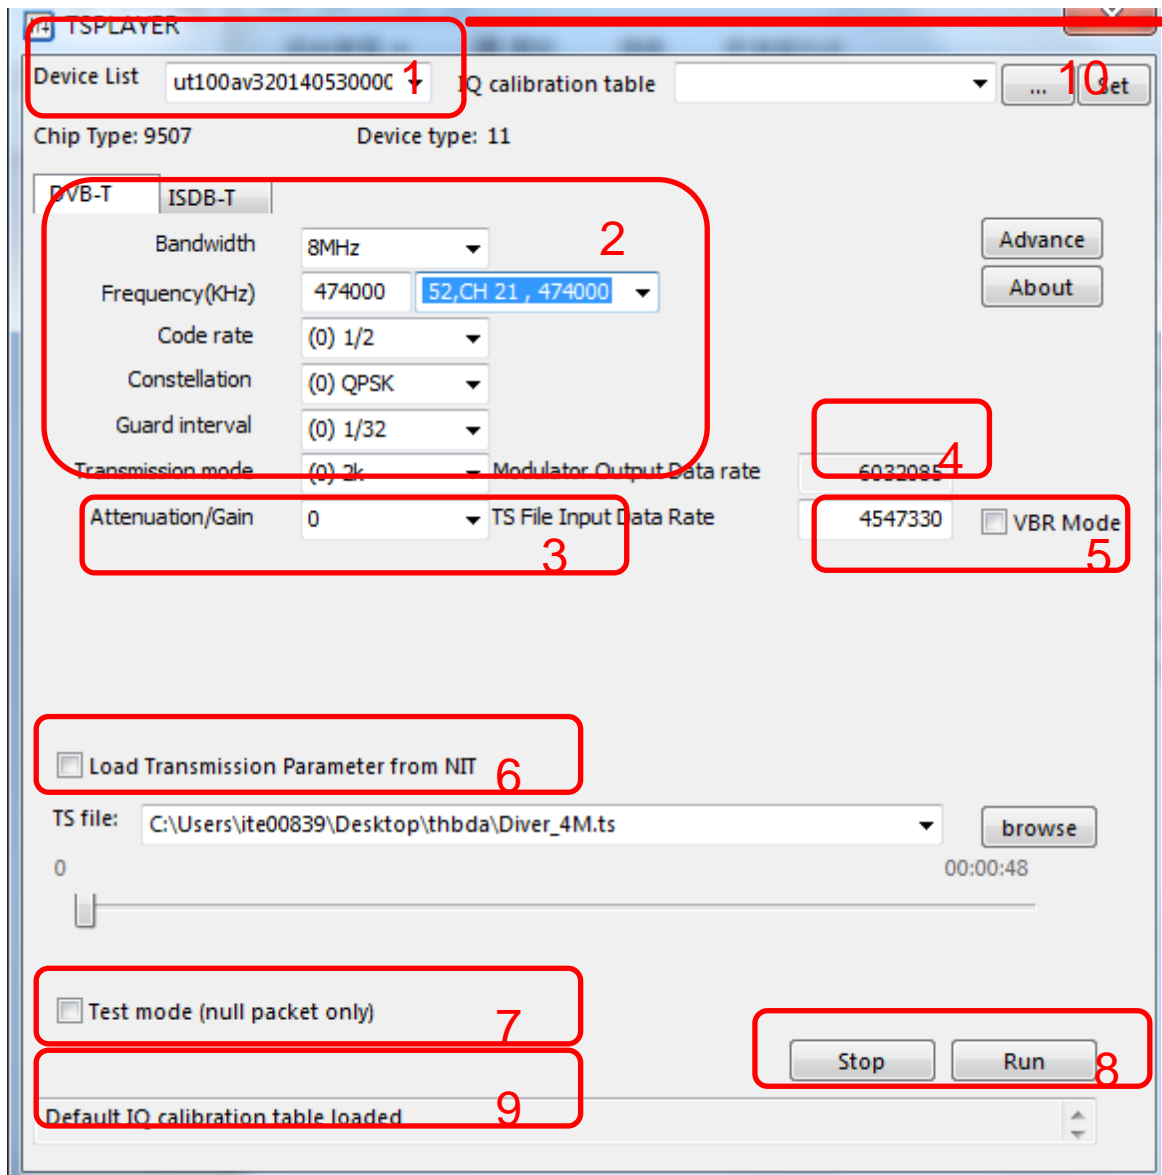 TSPLAYER
Device List ut100av32014053000C 1 IQ calibration table ... 10 Set
Chip Type: 9507 Device type: 11
DVB-T ISDB-T
2
Bandwidth 8MHz Advance
Frequency(KHz) 474000 52,CH 21 , 474000 About
Code rate (0) 1/2
Constellation (0) QPSK
Guard interval (0) 1/32
4
Transmission mode (0) 2k Modulator Output Data rate 6032085
Attenuation/Gain 0 TS File Input Data Rate 4547330 VBR Mode
3 5
Load Transmission Parameter from NIT 6
TS file: C:\Users\ite00839\Desktop\thbda\Diver_4M.ts browse
0 00:00:48
Test mode (null packet only) 7
Stop Run 8
9
Default IQ calibration table loaded